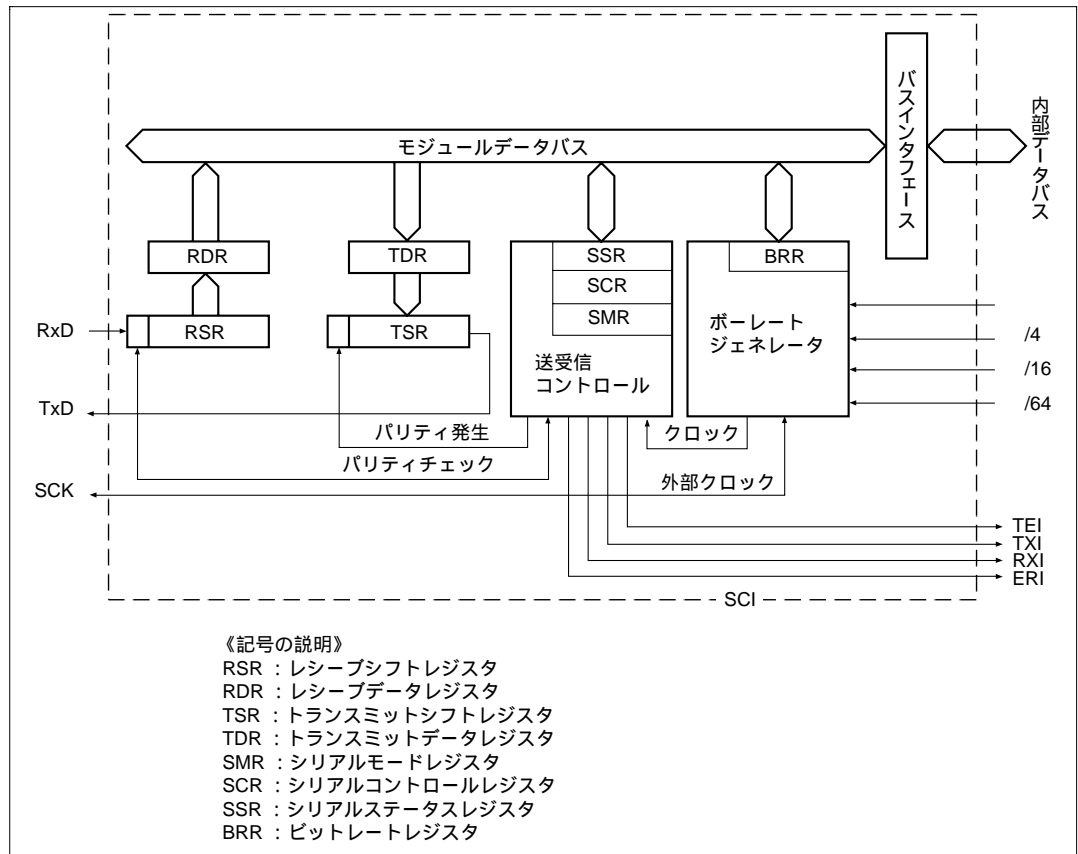 バスインタフェース
内部データバス
モジュールデータバス
RDR
TDR
SSR
BRR
SCR
SMR
RxD
RSR
TSR
ボーレート
ジェネレータ
/4
/16
/64
送受信
コントロール
TxD
パリティ発生
クロック
パリティチェック
外部クロック
SCK
TEI
TXI
RXI
ERI
SCI
《記号の説明》
RSR : レシーブシフトレジスタ
RDR : レシーブデータレジスタ
TSR : トランスミットシフトレジスタ
TDR : トランスミットデータレジスタ
SMR : シリアルモードレジスタ
SCR : シリアルコントロールレジスタ
SSR : シリアルステータスレジスタ
BRR : ビットレートレジスタ